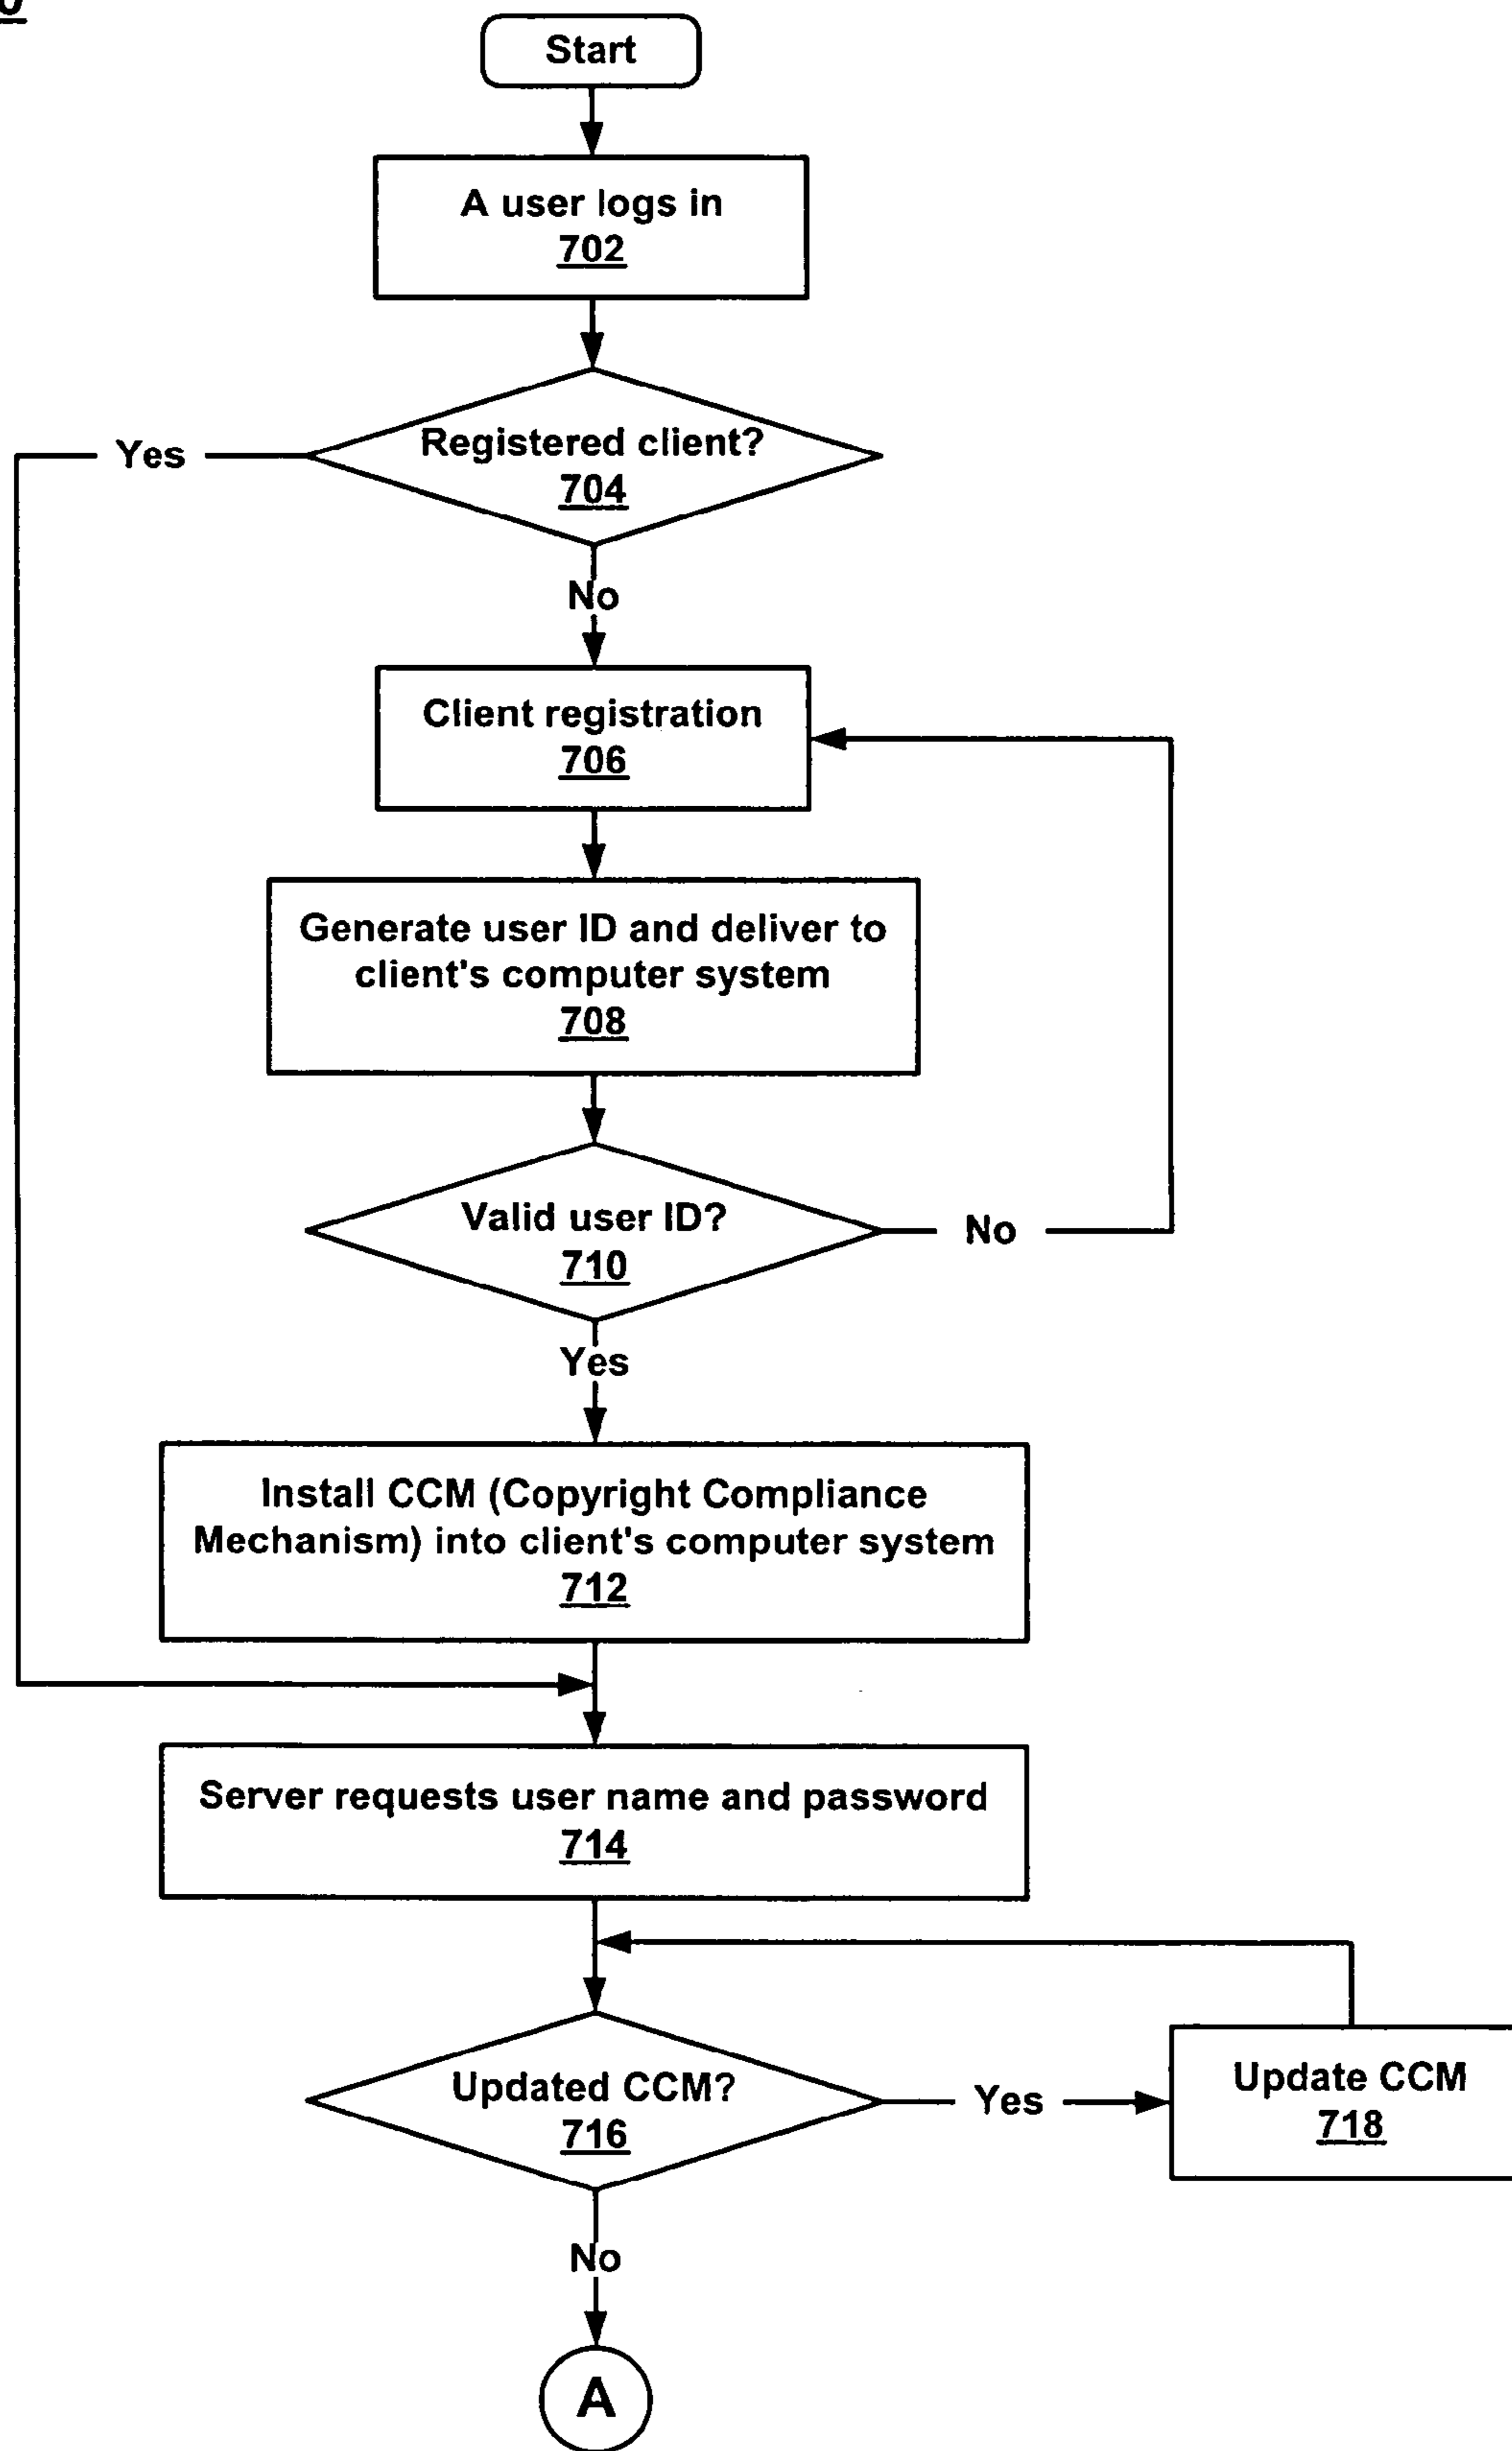 Start
A user logs in
702
Registered client?
704
Yes
No
Client registration
706
Generate user ID and deliver to
client's computer system
708
Valid user ID?
710
No
Yes
Install CCM (Copyright Compliance
Mechanism) into client's computer system
712
Server requests user name and password
714
Updated CCM?
716
Yes
Update CCM
718
No
A